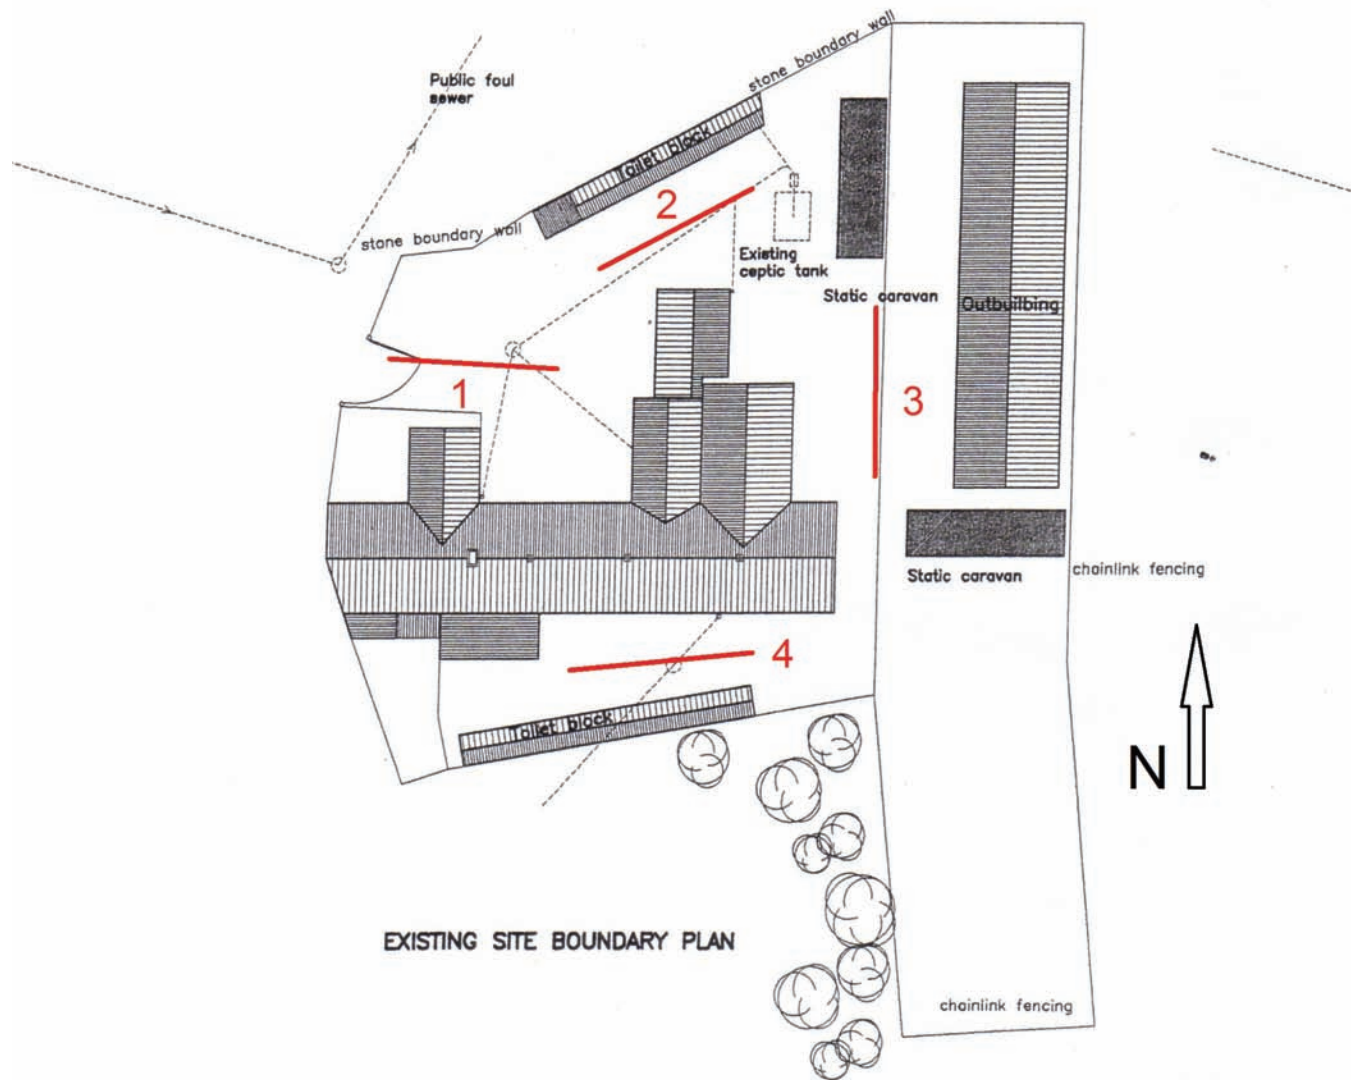 stone boundary wall
Public foul
sewer
Toilet block
2
stone boundary wall
Existing
ceptic tank
Static caravan
Outbuilbing
1
3
Static caravan
chainlink fencing
4
Toilet block
N
EXISTING SITE BOUNDARY PLAN
chainlink fencing